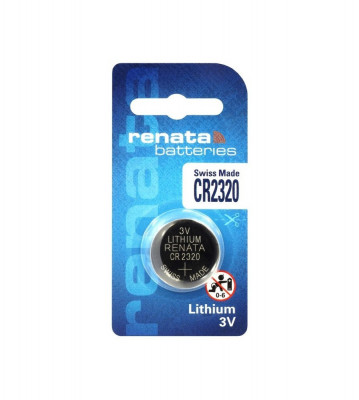 renata
renata
batteries
Swiss Made
CR2320
3V
LITHIUM
RENATA
CR 2320
+
SWISS MADE
0-6
Lithium
3V